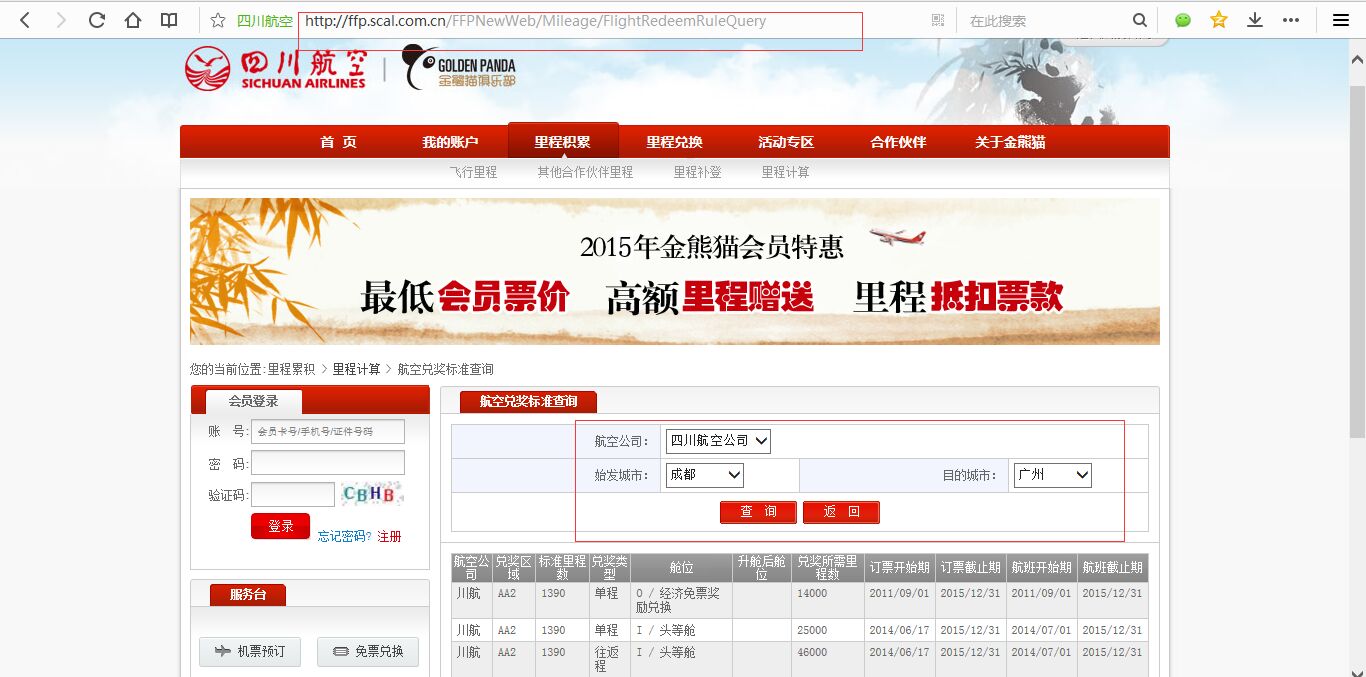 四川航空 http://ffp.scal.com.cn/FFPNewWeb/Mileage/FlightRedeemRuleQuery 在此搜索
四川航空 SICHUAN AIRLINES GOLDEN PANDA 金熊猫俱乐部
首 页 我的账户 里程积累 里程兑换 活动专区 合作伙伴 关于金熊猫
飞行里程 其他合作伙伴里程 里程补登 里程计算
2015年金熊猫会员特惠
最低会员票价 高额里程赠送 里程抵扣票款
您的当前位置:里程累积 > 里程计算 > 航空兑奖标准查询
会员登录
账 号: 会员卡号/手机号/证件号码
密 码:
验证码: CBHB
登录 忘记密码? 注册
服务台
机票预订 免票兑换
航空兑奖标准查询
航空公司: 四川航空公司
始发城市: 成都 目的城市: 广州
查 询 返 回
航空公司 兑奖区域 标准里程数 兑奖类型 舱位 升舱后舱位 兑奖所需里程数 订票开始期 订票截止期 航班开始期 航班截止期
川航 AA2 1390 单程 O / 经济免票奖励兑换 14000 2011/09/01 2015/12/31 2011/09/01 2015/12/31
川航 AA2 1390 单程 I / 头等舱 25000 2014/06/17 2015/12/31 2014/07/01 2015/12/31
川航 AA2 1390 往返程 I / 头等舱 46000 2014/06/17 2015/12/31 2014/07/01 2015/12/31